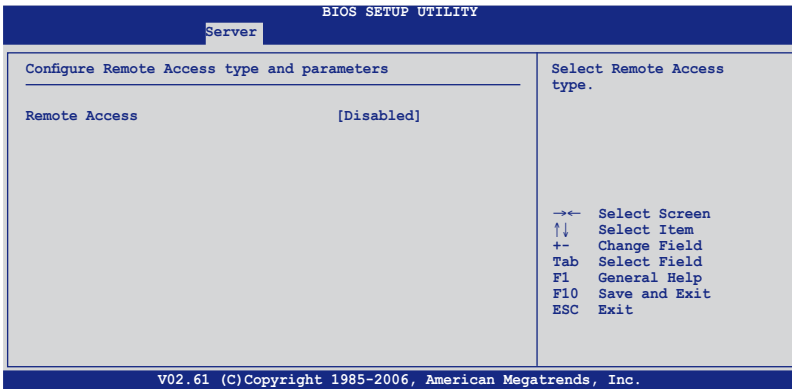 BIOS SETUP UTILITY
Server
Configure Remote Access type and parameters
Remote Access [Disabled]
Select Remote Access
type.
→← Select Screen
↑↓ Select Item
+- Change Field
Tab Select Field
F1 General Help
F10 Save and Exit
ESC Exit
V02.61 (C)Copyright 1985-2006, American Megatrends, Inc.